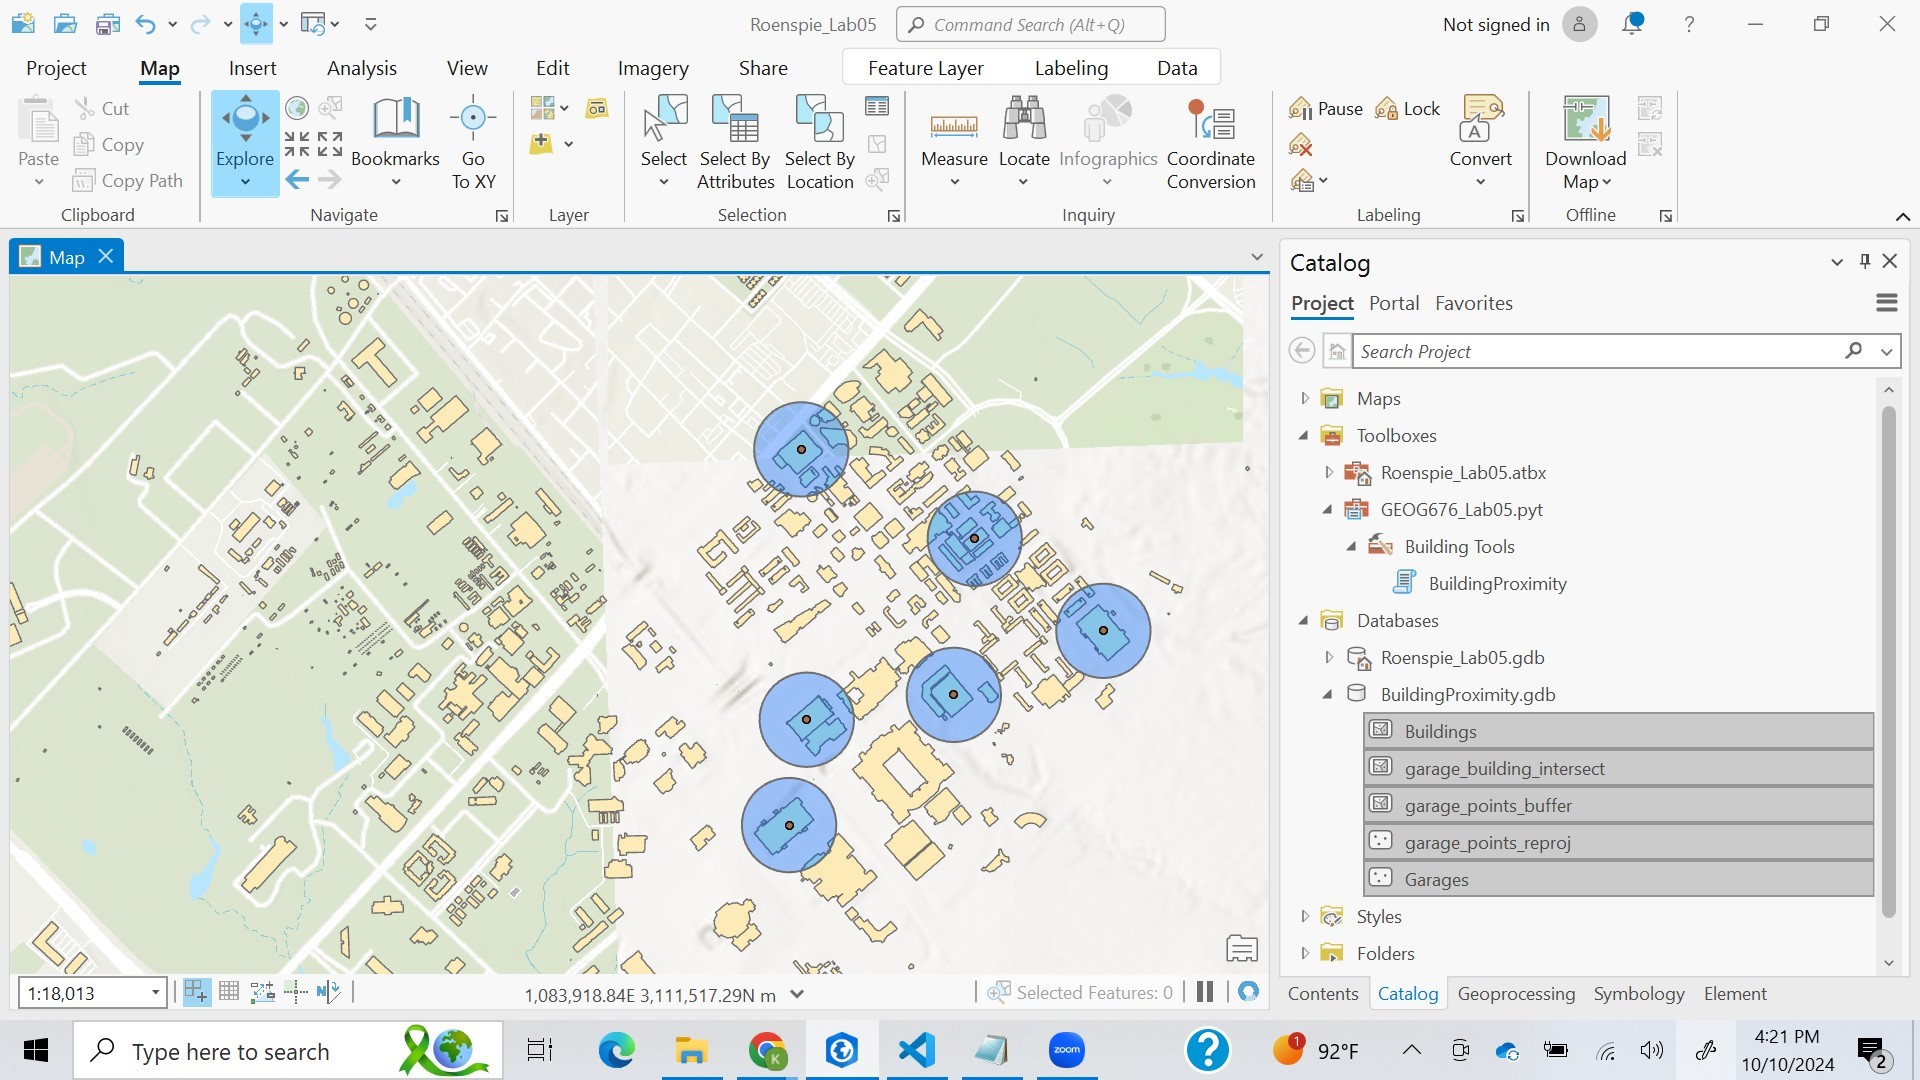 Roenspie_Lab05
Command Search (Alt+Q)
Not signed in
?
Project
Map
Insert
Analysis
View
Edit
Imagery
Share
Feature Layer
Labeling
Data
Paste
Cut
Copy
Copy Path
Clipboard
Explore
Bookmarks
Go
To XY
Navigate
Layer
Select
Select By
Attributes
Select By
Location
Selection
Measure
Locate
Infographics
Coordinate
Conversion
Inquiry
Pause
Lock
A
Convert
Labeling
Download
Map
Offline
Map
Catalog
Project
Portal
Favorites
Search Project
Maps
Toolboxes
Roenspie_Lab05.atbx
GEOG676_Lab05.pyt
Building Tools
BuildingProximity
Databases
Roenspie_Lab05.gdb
BuildingProximity.gdb
Buildings
garage_building_intersect
garage_points_buffer
garage_points_reproj
Garages
Styles
Folders
1:18,013
N
1,083,918.84E 3,111,517.29N m
Selected Features: 0
Contents
Catalog
Geoprocessing
Symbology
Element
Type here to search
K
zoom
?
1
92°F
4:21 PM
10/10/2024
2